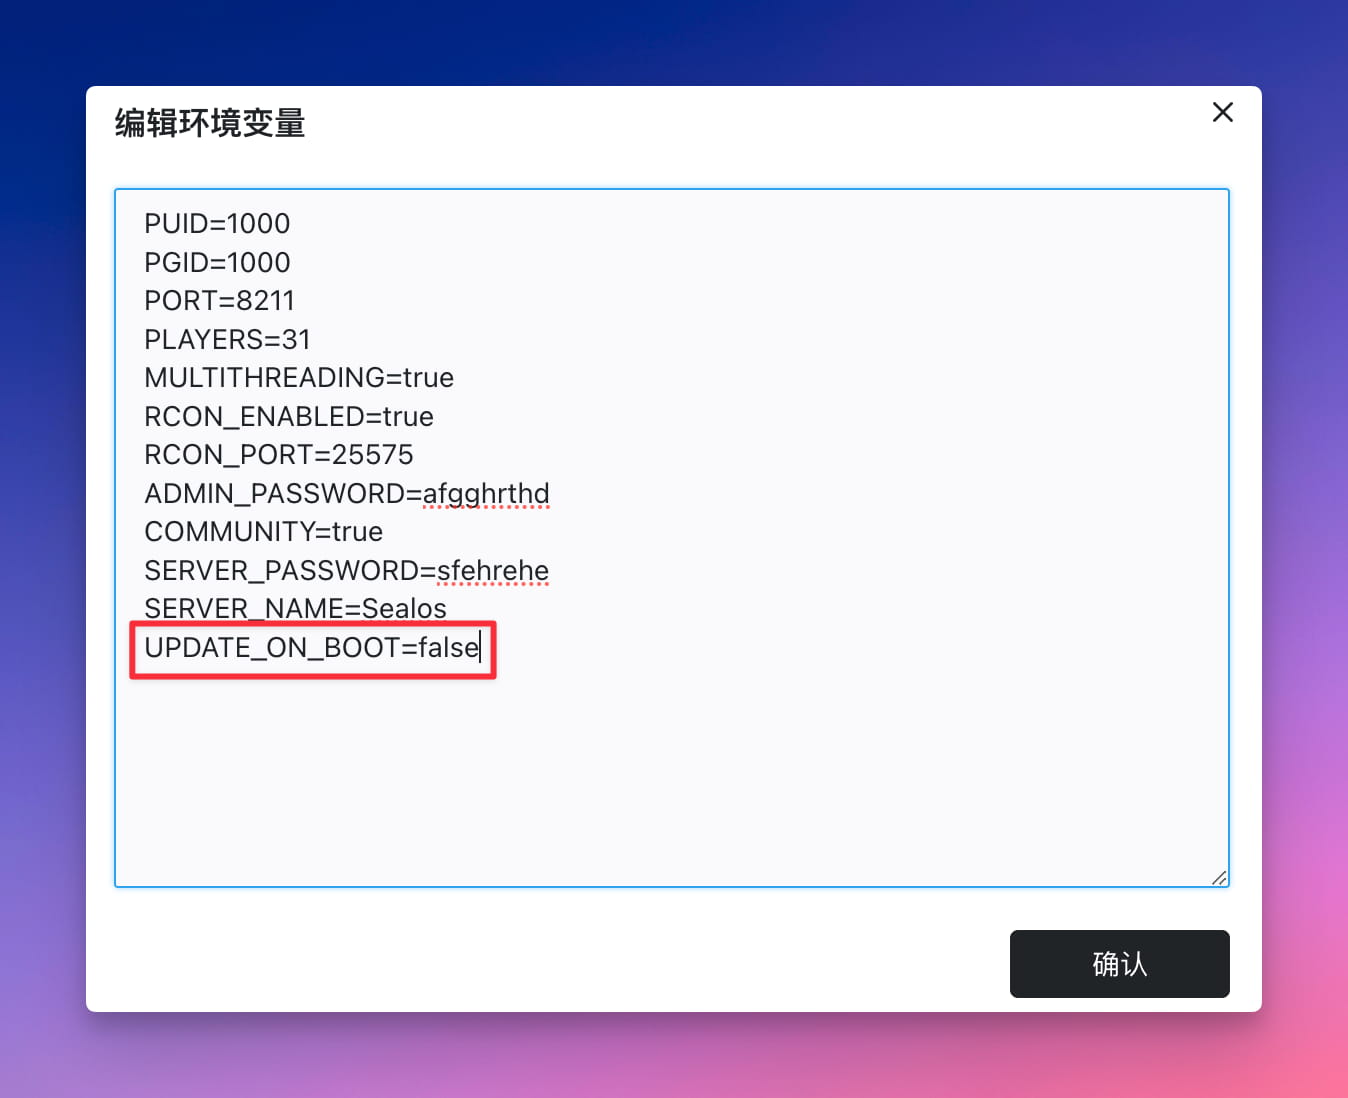 编辑环境变量
PUID=1000
PGID=1000
PORT=8211
PLAYERS=31
MULTITHREADING=true
RCON_ENABLED=true
RCON_PORT=25575
ADMIN_PASSWORD=afgghrthd
COMMUNITY=true
SERVER_PASSWORD=sfehrehe
SERVER_NAME=Sealos
UPDATE_ON_BOOT=false
确认